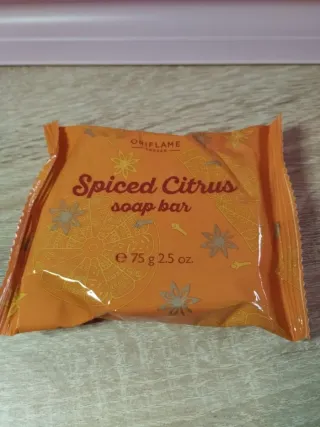 ORIFLAME
SWEDEN
Spiced Citrus
soap bar
℮ 75 g 2.5 oz.